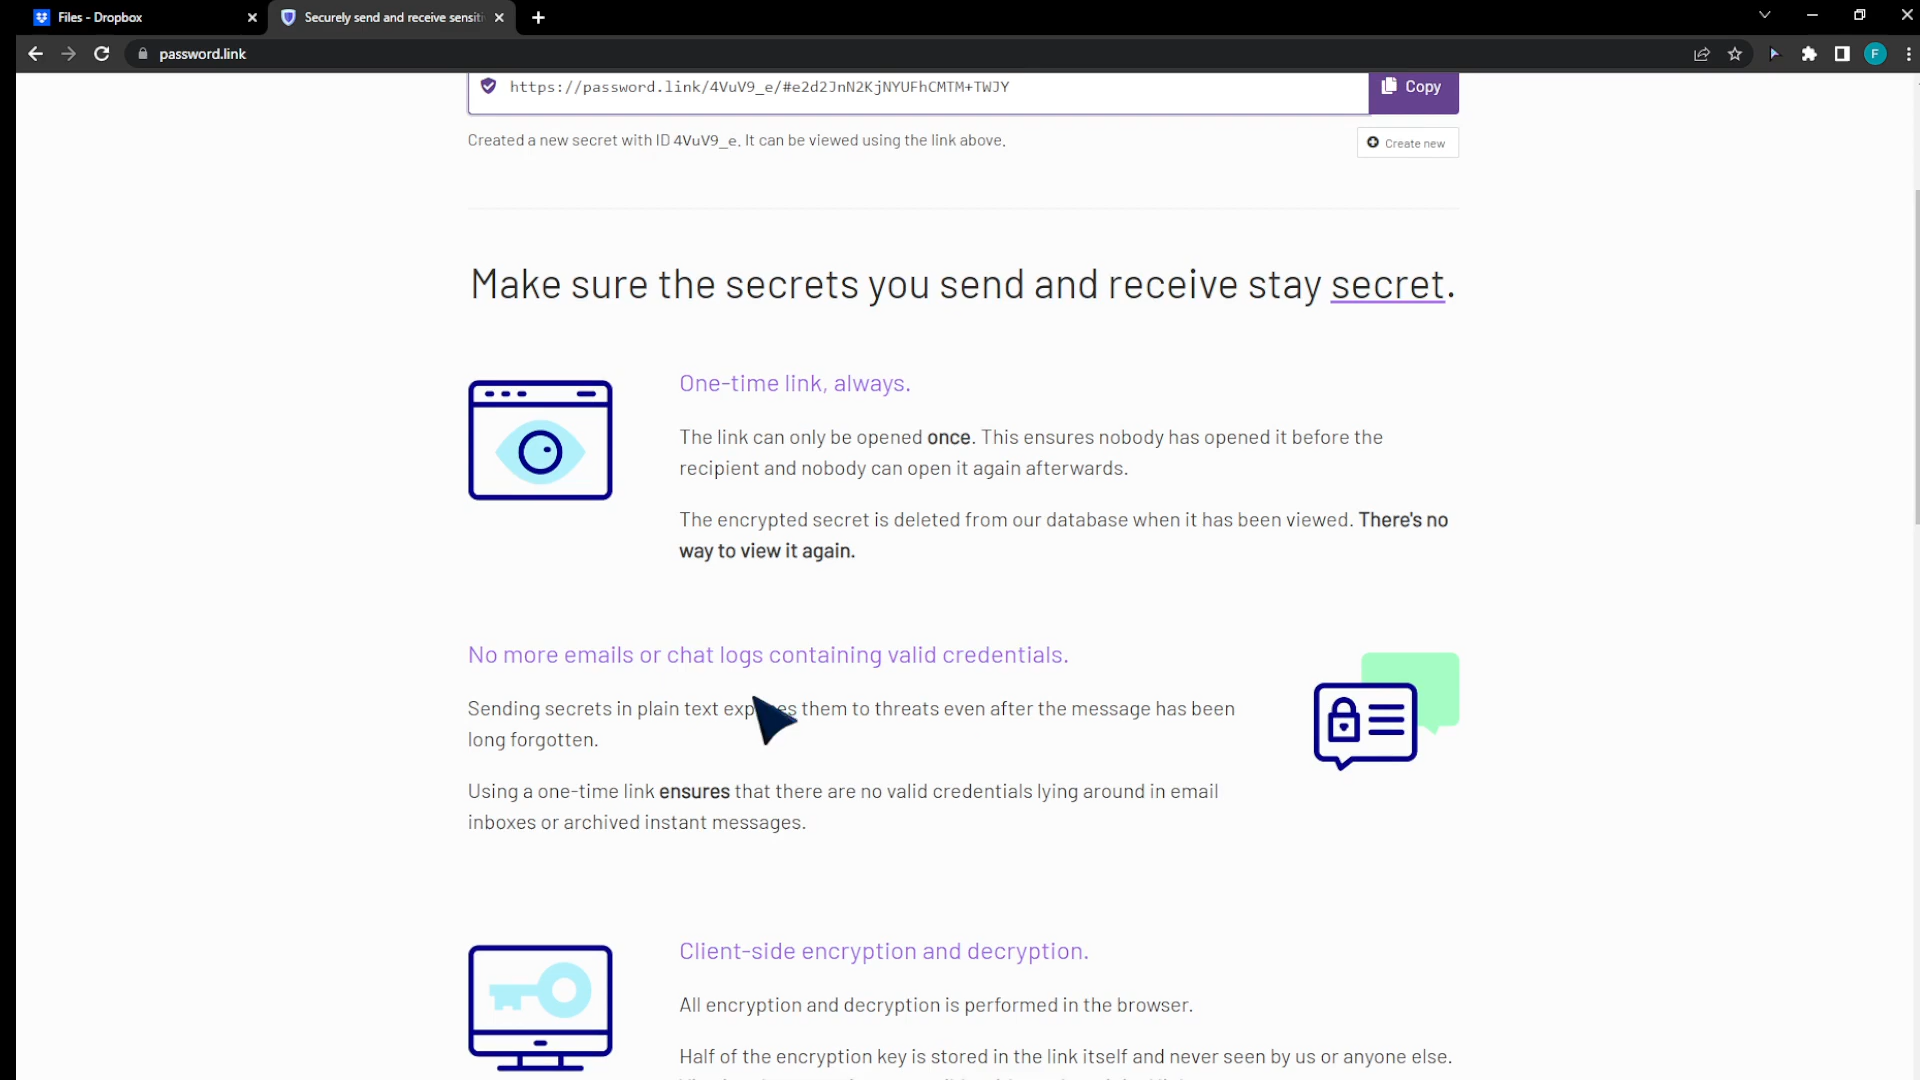 Files - Dropbox
Securely send and receive sensiti
password.link
F
https://password.link/4VuV9_e/#e2d2JnN2KjNYUFhCMTM+TWJY
Copy
Created a new secret with ID 4VuV9_e. It can be viewed using the link above.
Create new
Make sure the secrets you send and receive stay secret.
One-time link, always.
The link can only be opened once. This ensures nobody has opened it before the
recipient and nobody can open it again afterwards.
The encrypted secret is deleted from our database when it has been viewed. There's no
way to view it again.
No more emails or chat logs containing valid credentials.
Sending secrets in plain text exposes them to threats even after the message has been
long forgotten.
Using a one-time link ensures that there are no valid credentials lying around in email
inboxes or archived instant messages.
Client-side encryption and decryption.
All encryption and decryption is performed in the browser.
Half of the encryption key is stored in the link itself and never seen by us or anyone else.